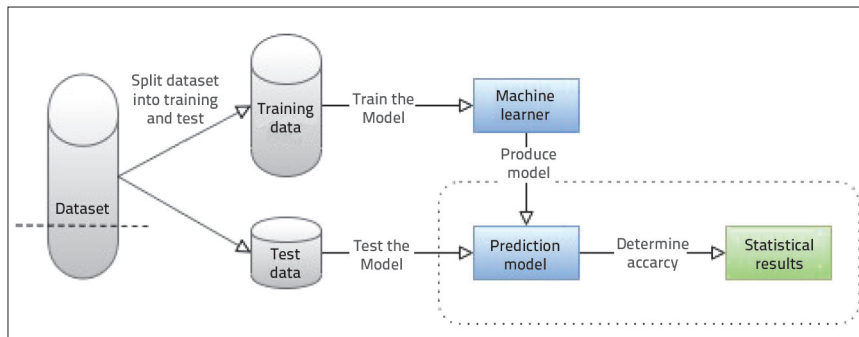 Split dataset
into training
and test
Dataset
Training
data
Train the
Model
Machine
learner
Produce
model
Test
data
Test the
Model
Prediction
model
Determine
accarcy
Statistical
results